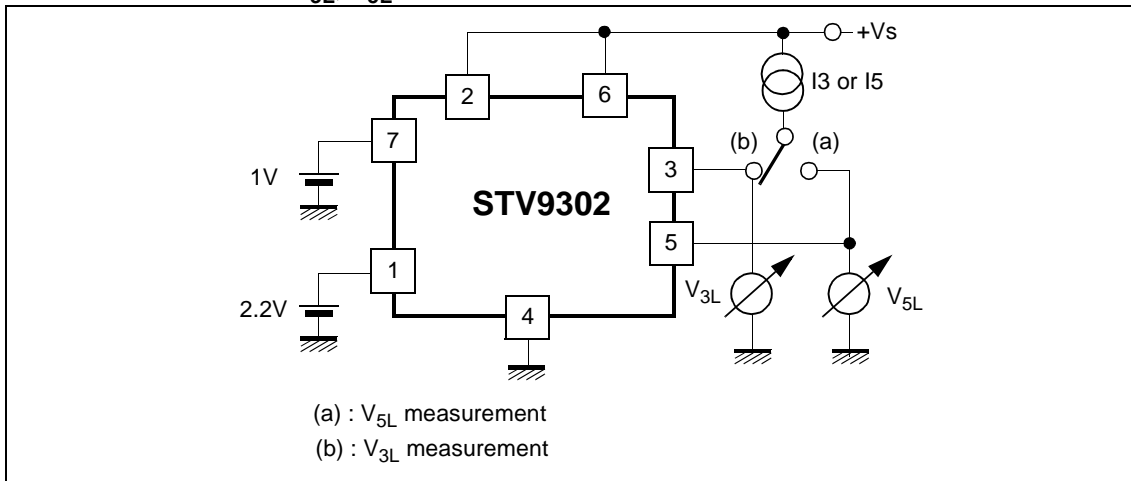 +Vs
I3 or I5
2
6
7
(b)
(a)
1V
3
STV9302
5
1
V3L
V5L
2.2V
4
(a) : V5L measurement
(b) : V3L measurement